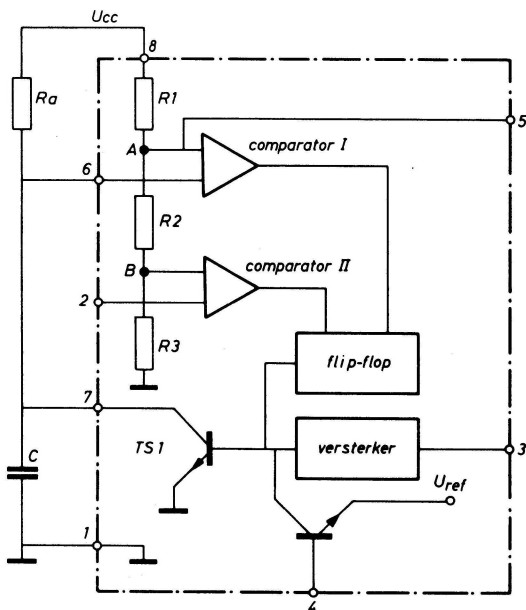 Ucc
8
Ra
R1
5
A
comparator I
6
R2
B
comparator II
2
R3
flip-flop
7
TS1
versterker
3
C
Uref
1
4